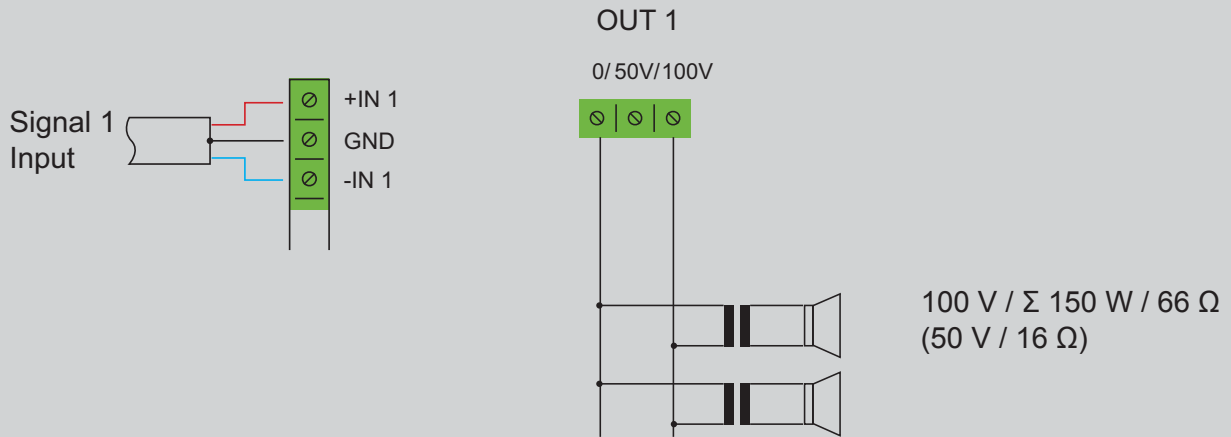 OUT 1
0/ 50V/100V
Signal 1
Input
+IN 1
GND
-IN 1
100 V / Σ 150 W / 66 Ω
(50 V / 16 Ω)